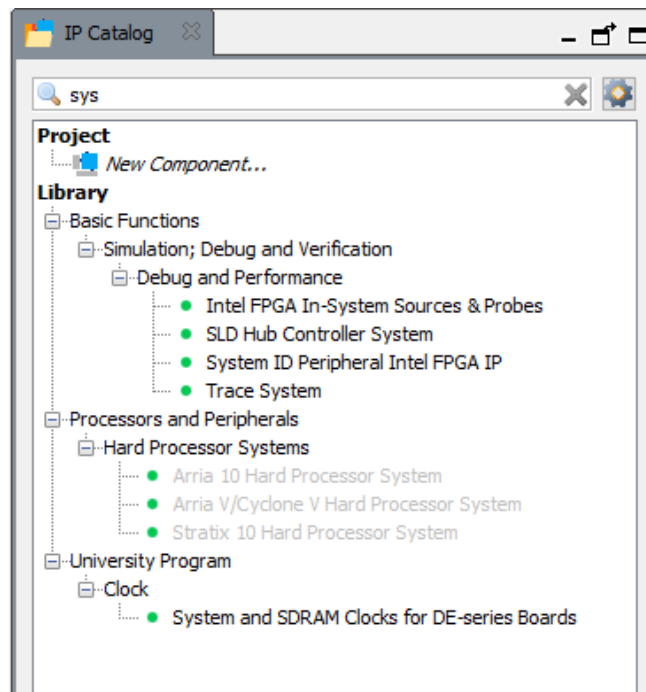 IP Catalog
sys
Project
New Component...
Library
Basic Functions
Simulation; Debug and Verification
Debug and Performance
Intel FPGA In-System Sources & Probes
SLD Hub Controller System
System ID Peripheral Intel FPGA IP
Trace System
Processors and Peripherals
Hard Processor Systems
Arria 10 Hard Processor System
Arria V/Cyclone V Hard Processor System
Stratix 10 Hard Processor System
University Program
Clock
System and SDRAM Clocks for DE-series Boards